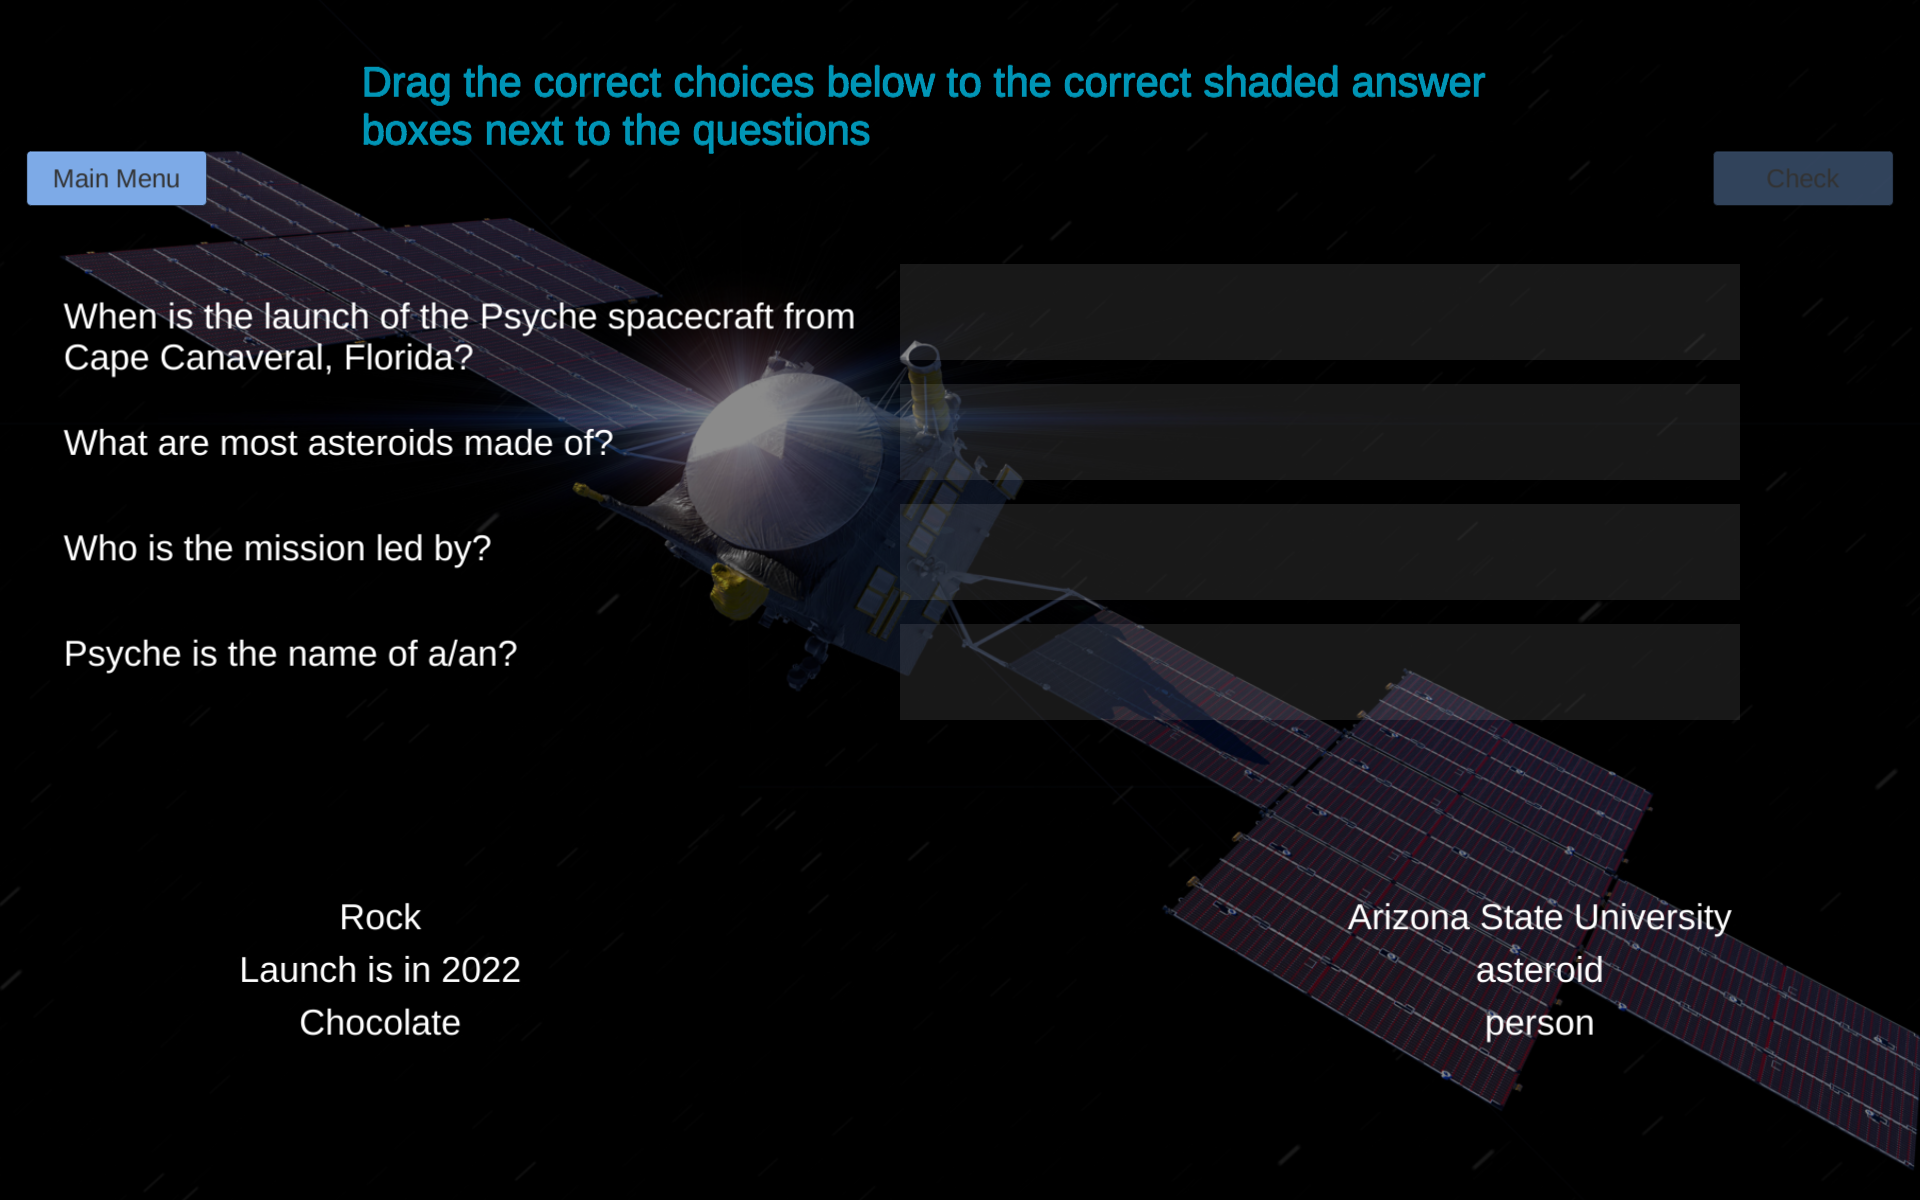 Drag the correct choices below to the correct shaded answer
boxes next to the questions
Main Menu
Check
When is the launch of the Psyche spacecraft from
Cape Canaveral, Florida?
What are most asteroids made of?
Who is the mission led by?
Psyche is the name of a/an?
Rock
Launch is in 2022
Chocolate
Arizona State University
asteroid
person